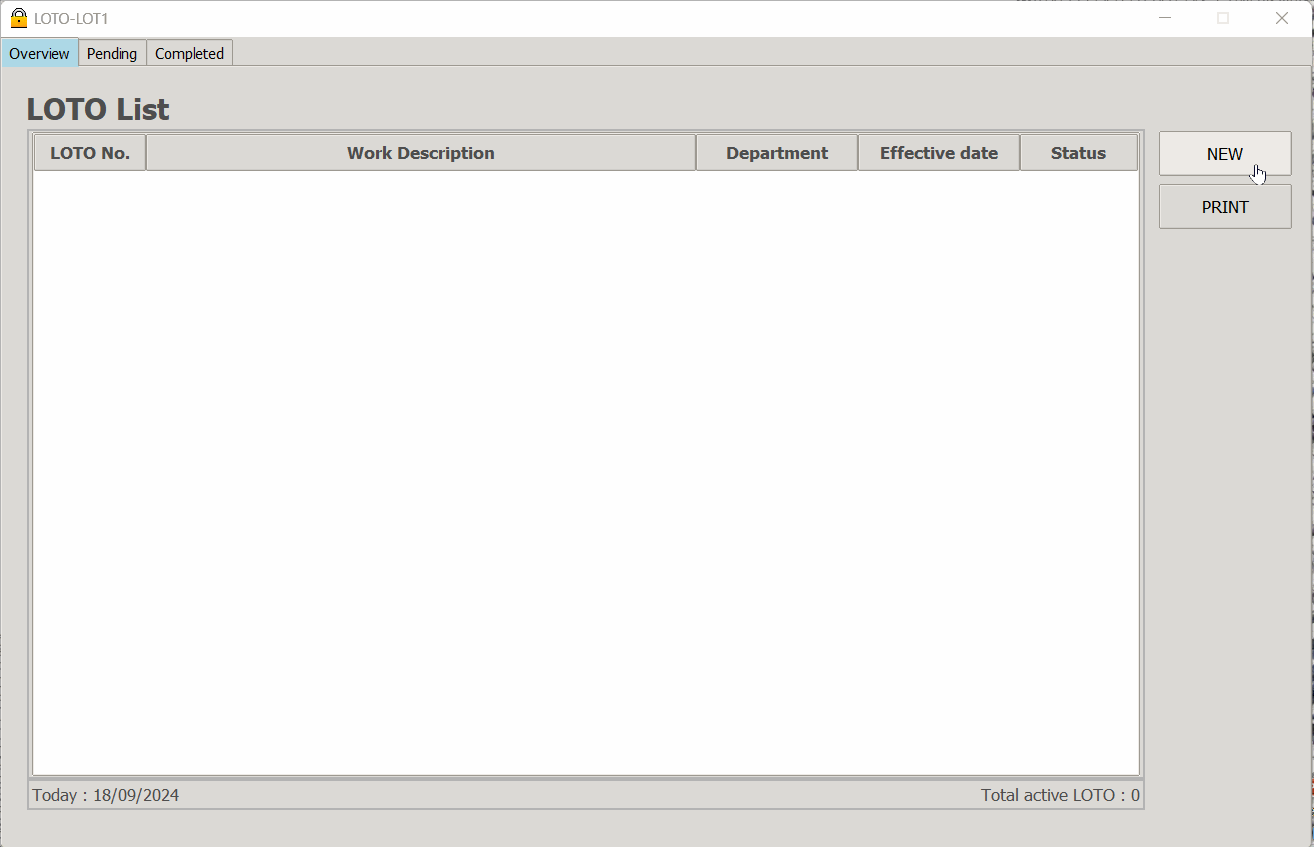 LOTO-LOT1
Overview Pending Completed
LOTO List
LOTO No. Work Description Department Effective date Status
NEW
PRINT
Today : 18/09/2024 Total active LOTO : 0